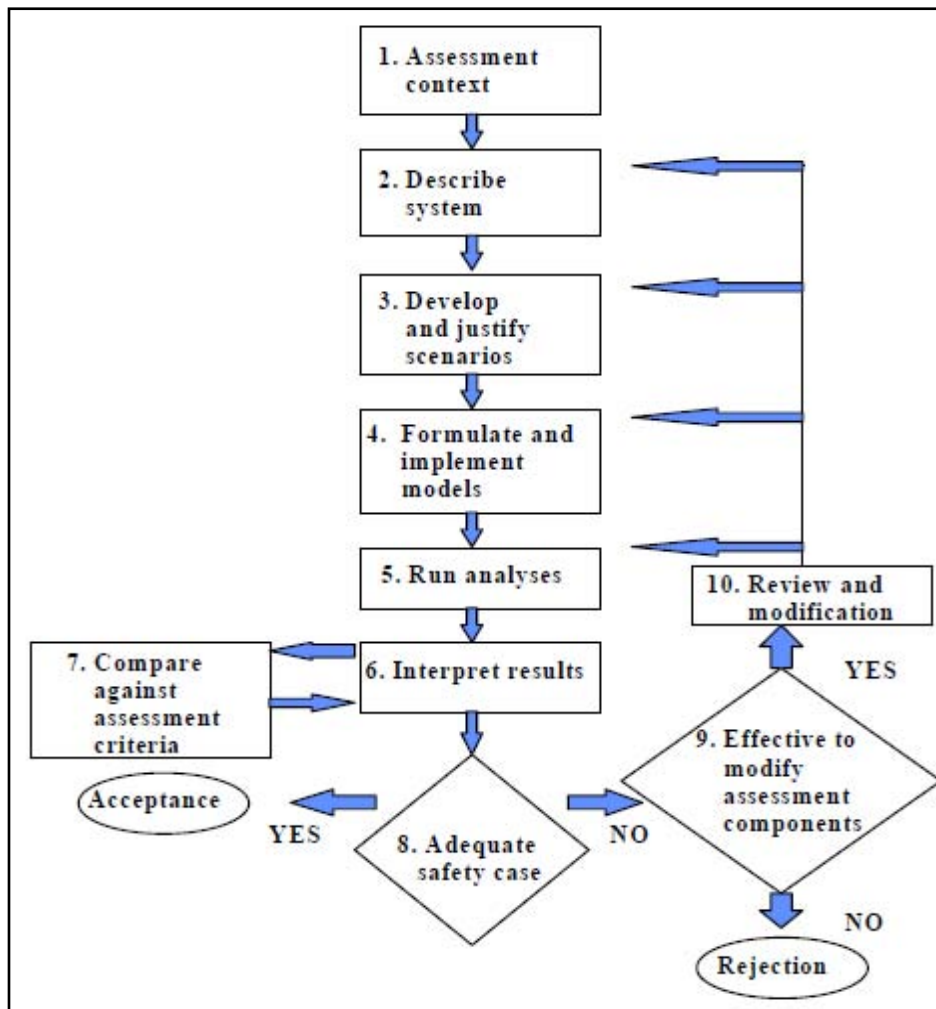 1. Assessment
context
2. Describe
system
3. Develop
and justify
scenarios
4. Formulate and
implement
models
5. Run analyses
10. Review and
modification
6. Interpret results
7. Compare
against
assessment
criteria
YES
9. Effective to
modify
assessment
components
Acceptance
YES
NO
8. Adequate
safety case
NO
Rejection